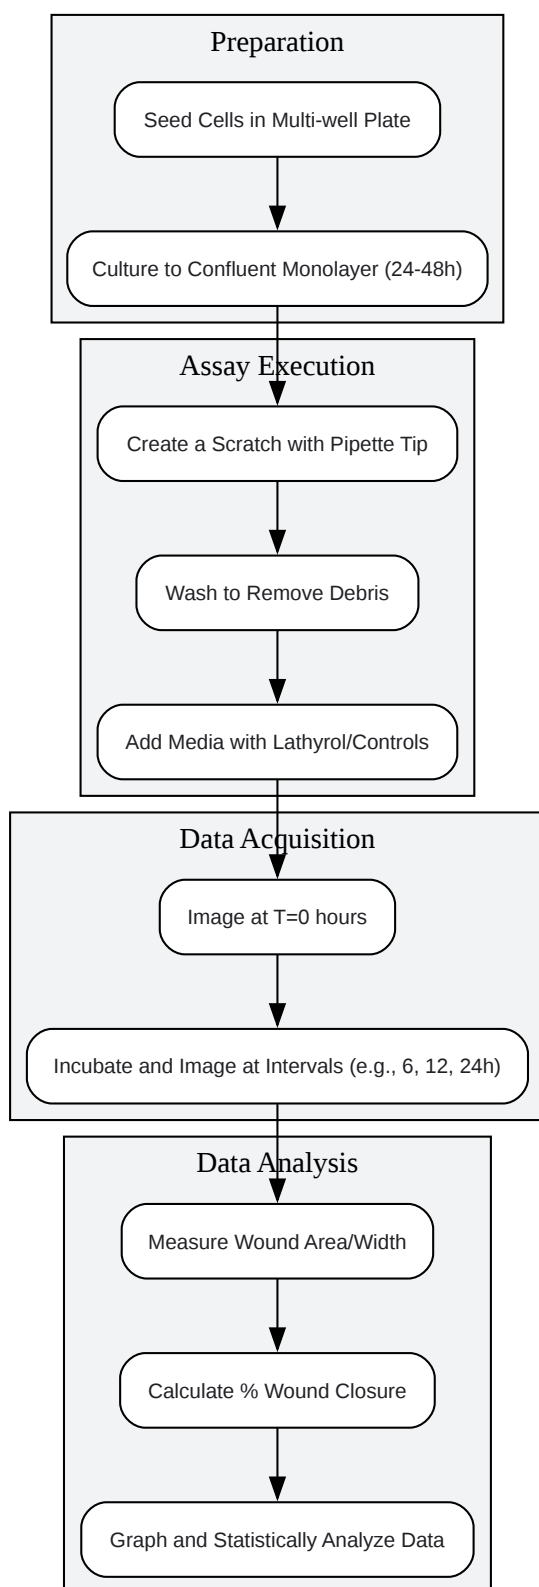 Preparation
Seed Cells in Multi-well Plate
Culture to Confluent Monolayer (24-48h)
Assay Execution
Create a Scratch with Pipette Tip
Wash to Remove Debris
Add Media with Lathyrol/Controls
Data Acquisition
Image at T=0 hours
Incubate and Image at Intervals (e.g., 6, 12, 24h)
Data Analysis
Measure Wound Area/Width
Calculate % Wound Closure
Graph and Statistically Analyze Data